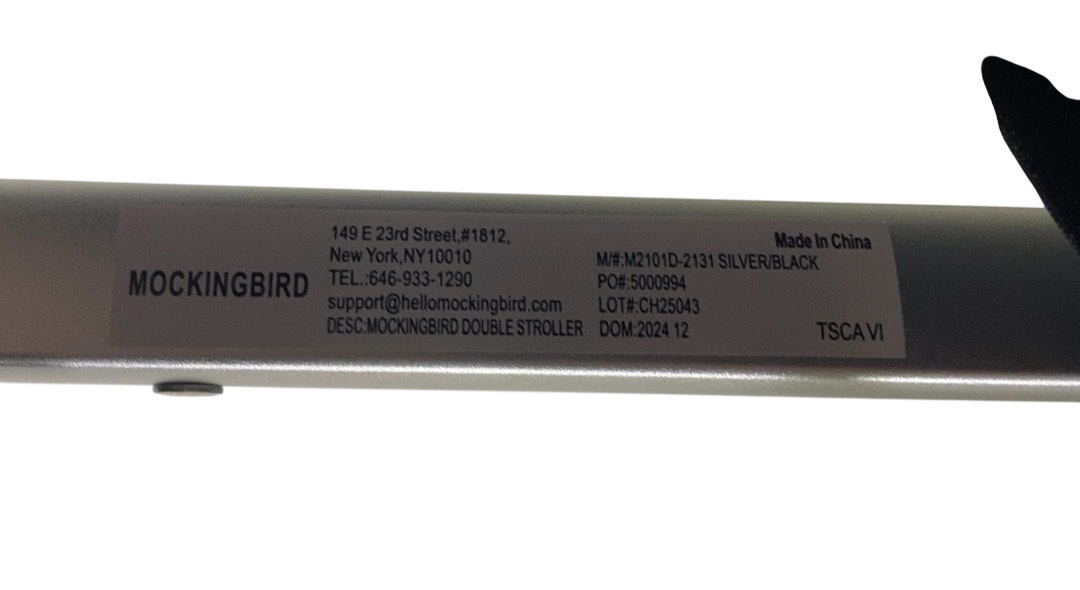 MOCKINGBIRD
149 E 23rd Street,#1812,
New York,NY10010
TEL.:646-933-1290
support@hellomockingbird.com
DESC:MOCKINGBIRD DOUBLE STROLLER
Made In China
M/#:M2101D-2131 SILVER/BLACK
PO#:5000994
LOT#:CH25043
DOM:2024 12
TSCA VI